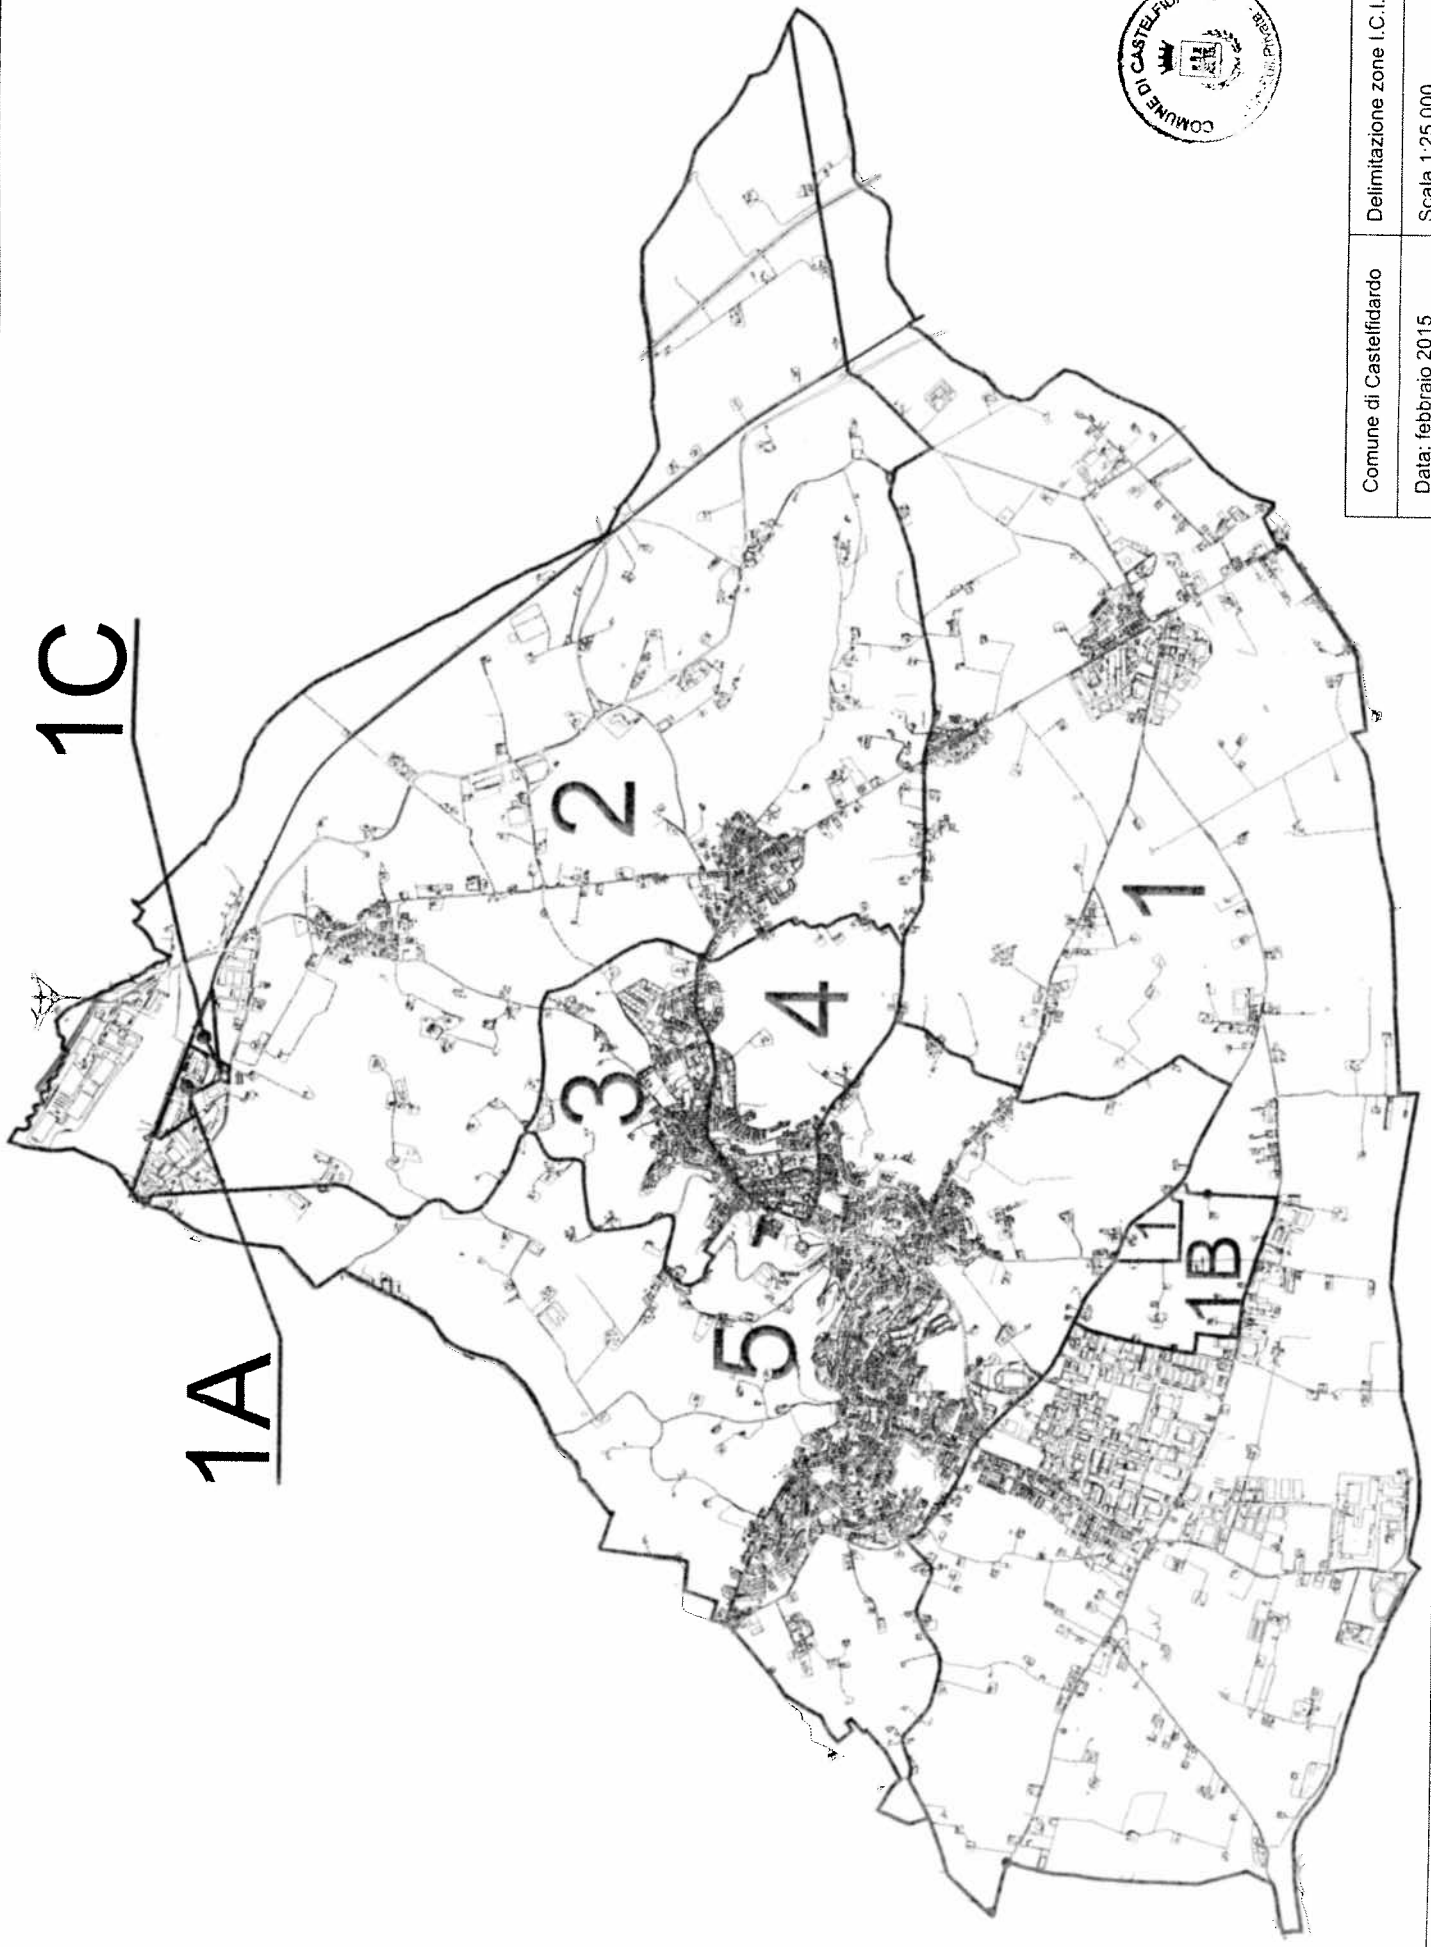 1C
1A
2
3
4
5
1
1
1
1B
COMUNE DI CASTELFID
Comune di Castelfidardo
Delimitazione zone I.C.I.
Data: febbraio 2015
Scala 1:25.000